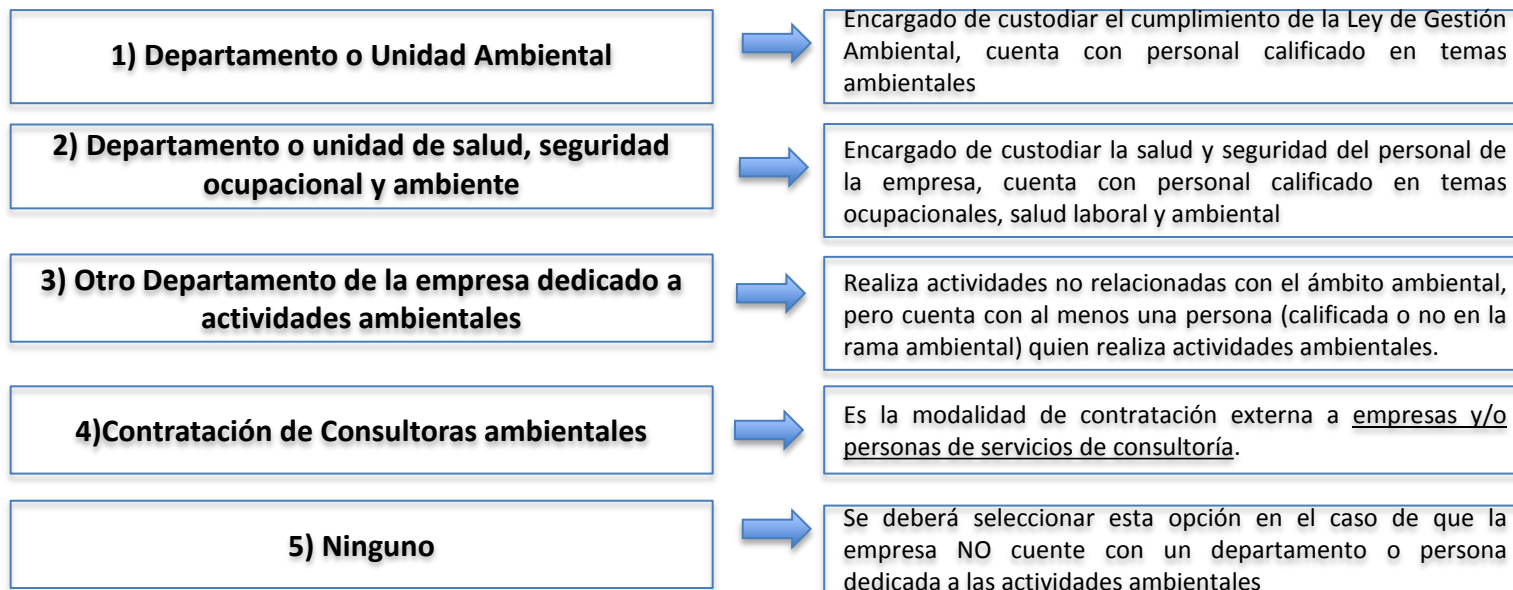 1) Departamento o Unidad Ambiental
Encargado de custodiar el cumplimiento de la Ley de Gestión
Ambiental, cuenta con personal calificado en temas
ambientales
2) Departamento o unidad de salud, seguridad
ocupacional y ambiente
Encargado de custodiar la salud y seguridad del personal de
la empresa, cuenta con personal calificado en temas
ocupacionales, salud laboral y ambiental
3) Otro Departamento de la empresa dedicado a
actividades ambientales
Realiza actividades no relacionadas con el ámbito ambiental,
pero cuenta con al menos una persona (calificada o no en la
rama ambiental) quien realiza actividades ambientales.
4)Contratación de Consultoras ambientales
Es la modalidad de contratación externa a empresas y/o
personas de servicios de consultoría.
5) Ninguno
Se deberá seleccionar esta opción en el caso de que la
empresa NO cuente con un departamento o persona
dedicada a las actividades ambientales